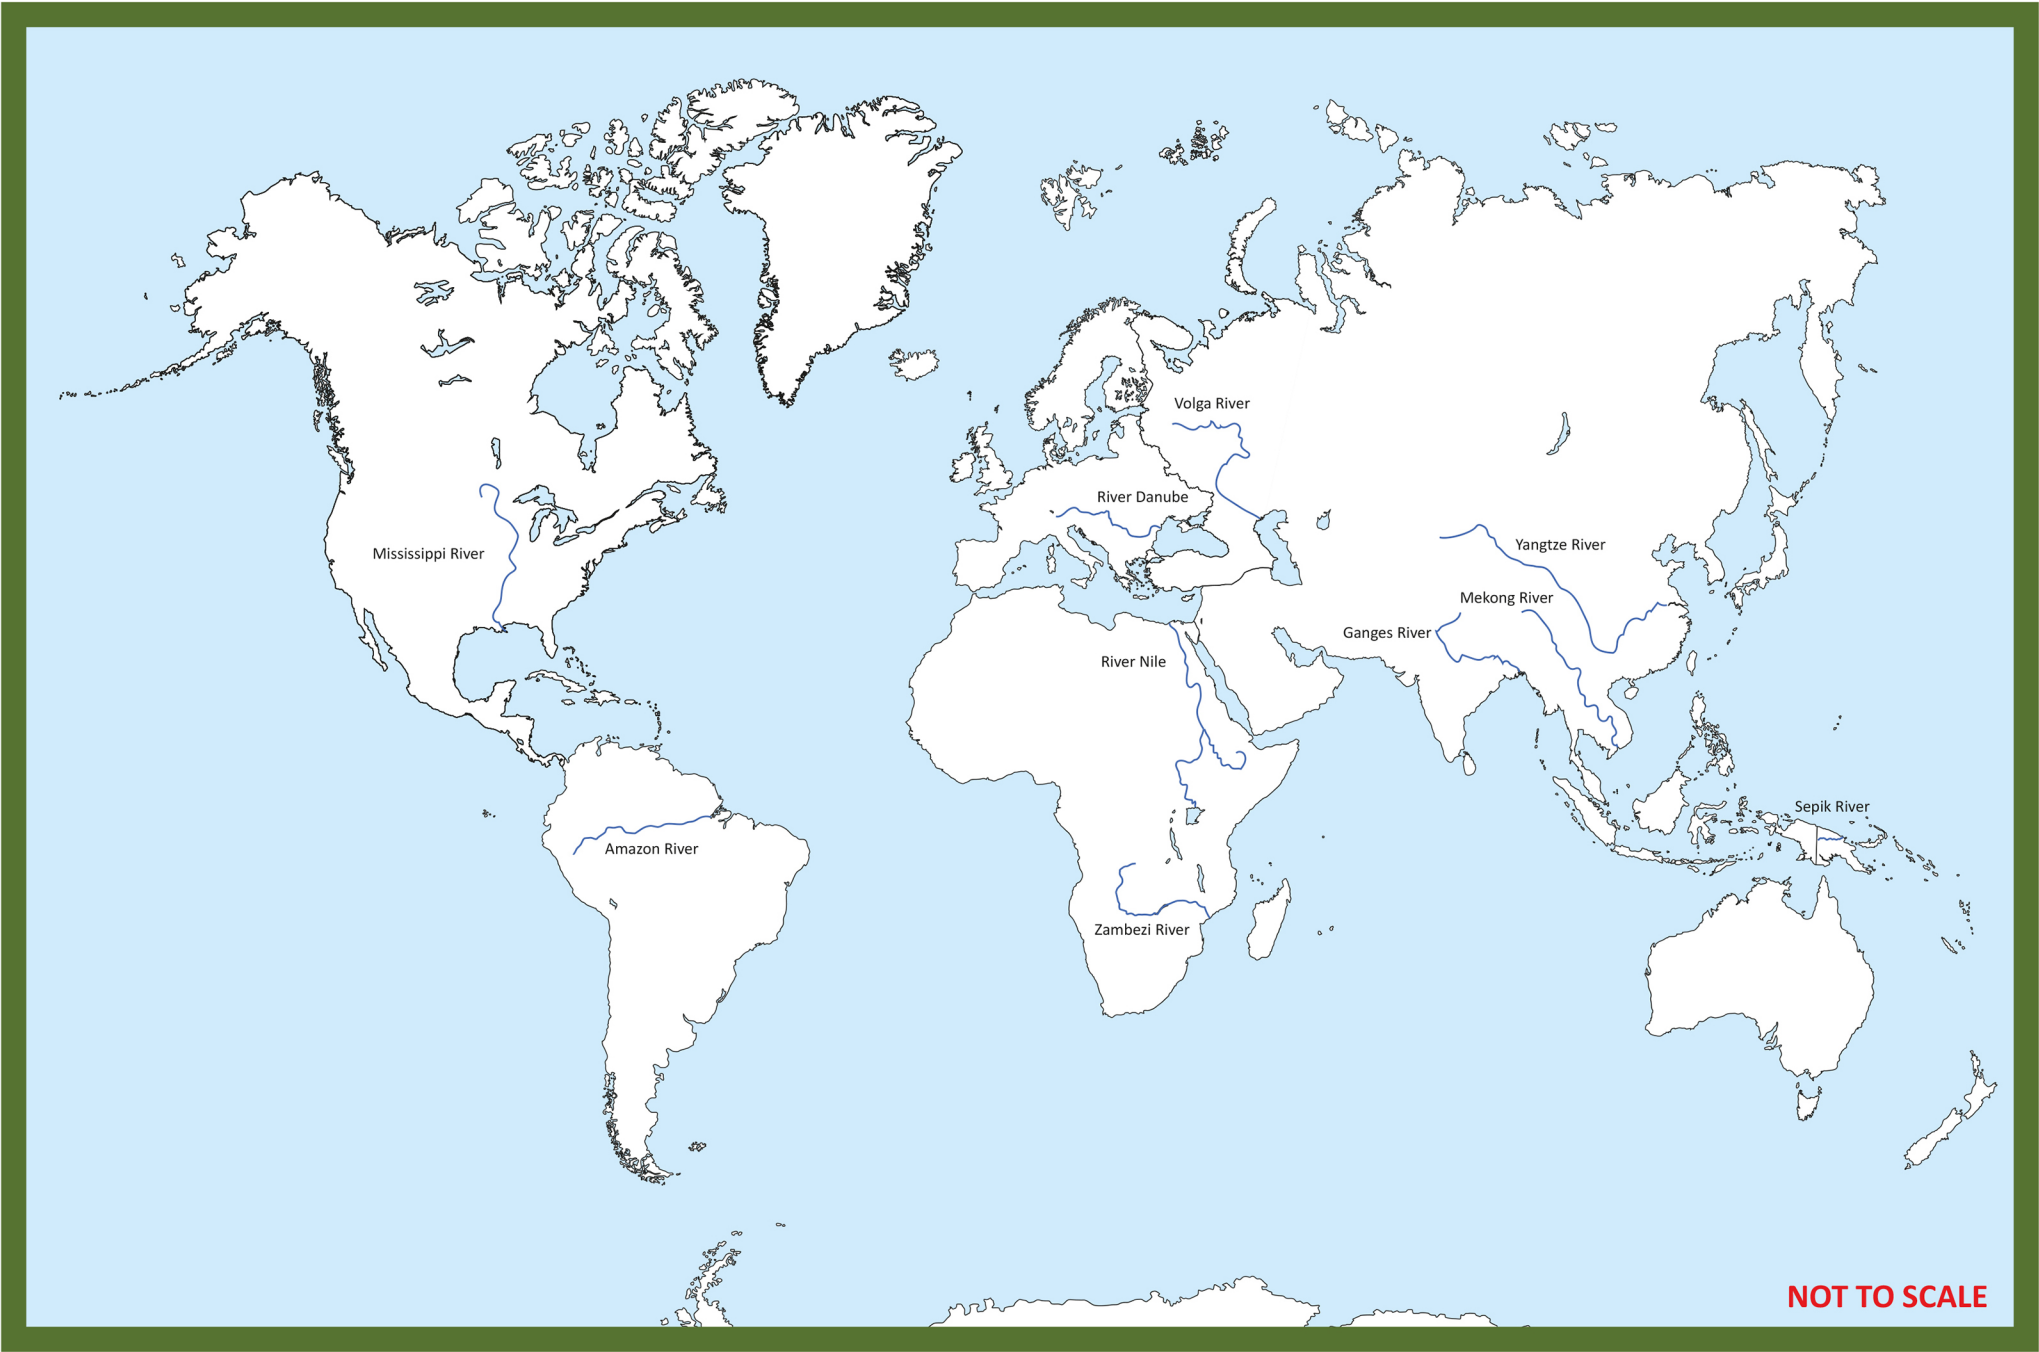 Volga River
River Danube
Mississippi River
Yangtze River
Mekong River
Ganges River
River Nile
Sepik River
Amazon River
Zambezi River
NOT TO SCALE